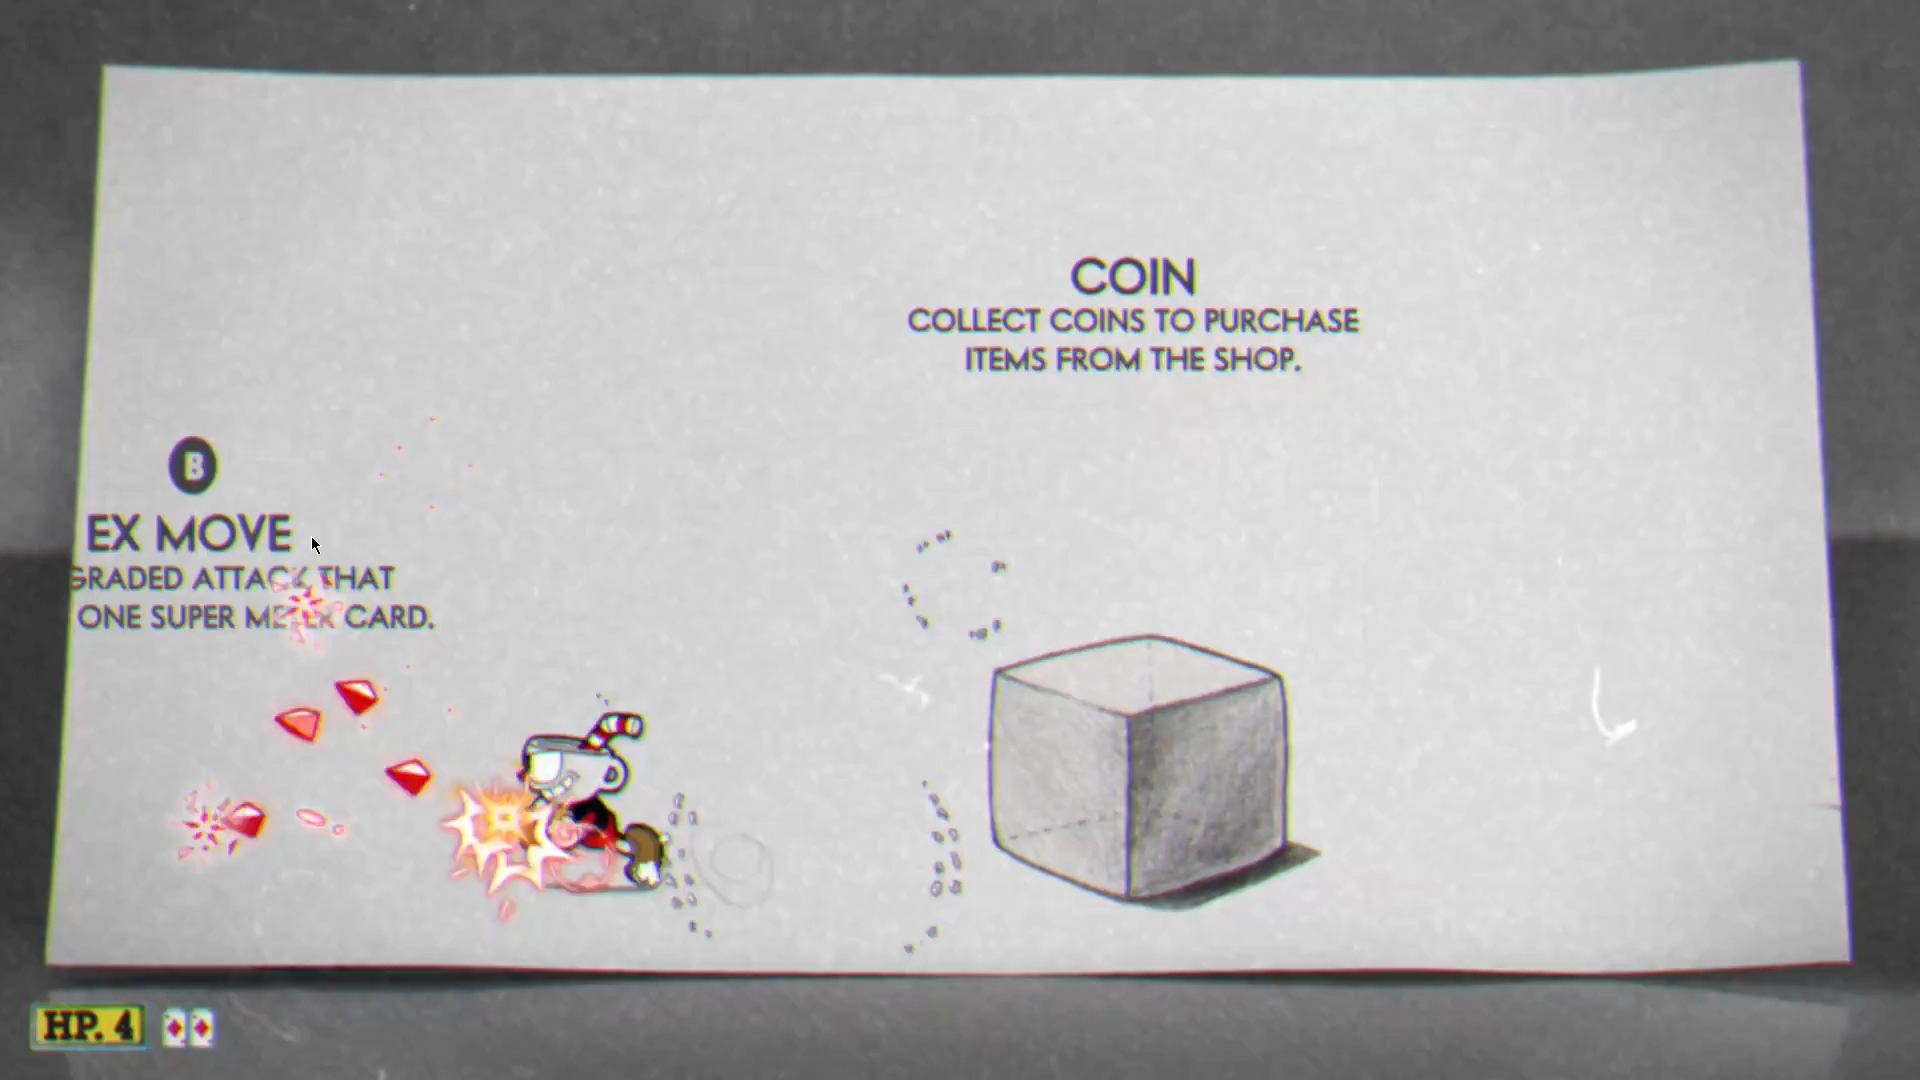 COIN
COLLECT COINS TO PURCHASE
ITEMS FROM THE SHOP.
B
EX MOVE
GRADED ATTACK THAT
ONE SUPER METER CARD.
HP. 4